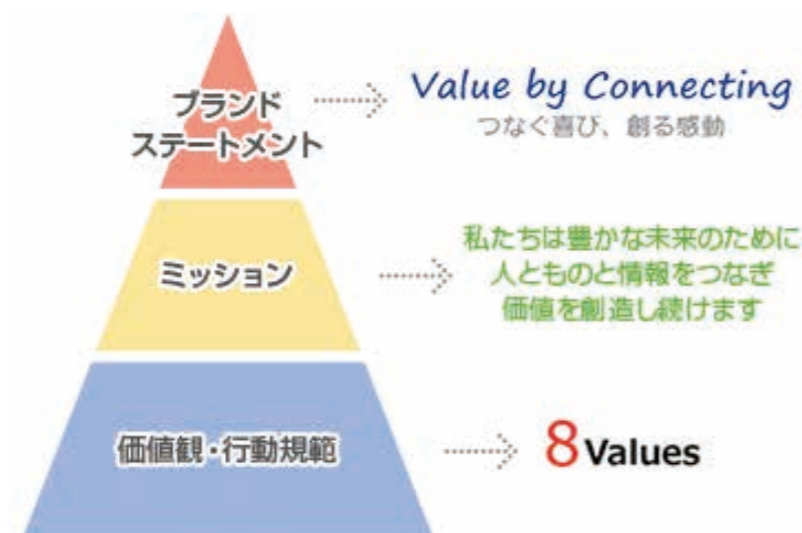 ブランド
ステートメント
Value by Connecting
つなぐ喜び、創る感動
ミッション
私たちは豊かな未来のために
人とものと情報をつなぎ
価値を創造し続けます
価値観・行動規範
8 Values